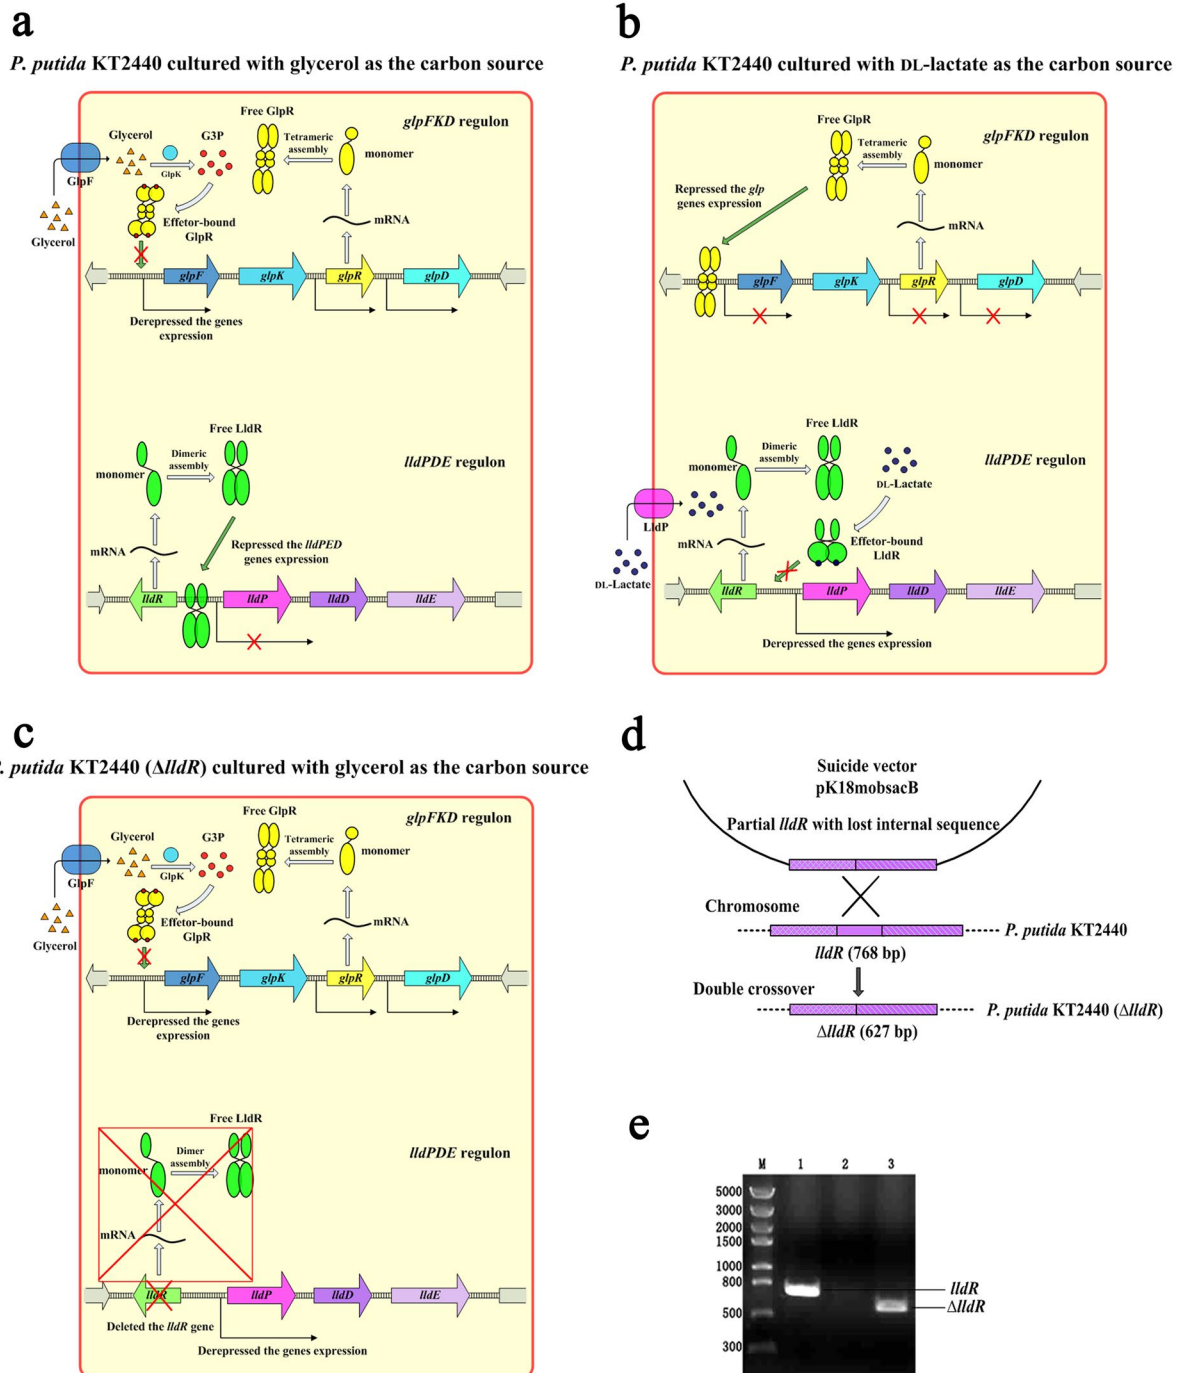 a
P. putida KT2440 cultured with glycerol as the carbon source
glpFKD regulon
Free GlpR
Glycerol
G3P
Tetrameric
assembly
monomer
GlpK
GlpF
Effetor-bound
GlpR
Glycerol
mRNA
glpF
glpK
glpR
glpD
Derepressed the genes
expression
Free LldR
Dimeric
assembly
monomer
lldPDE regulon
mRNA
Repressed the lldPED
genes expression
lldR
lldP
lldD
lldE
b
P. putida KT2440 cultured with DL-lactate as the carbon source
Free GlpR
glpFKD regulon
Tetrameric
assembly
monomer
Repressed the glp
genes expression
mRNA
glpF
glpK
glpR
glpD
Free LldR
Dimeric
assembly
monomer
lldPDE regulon
DL-Lactate
LldP
mRNA
Effetor-bound
LldR
DL-Lactate
lldR
lldP
lldD
lldE
Derepressed the genes expression
c
. putida KT2440 (ΔlldR) cultured with glycerol as the carbon source
Free GlpR
glpFKD regulon
Glycerol
G3P
Tetrameric
assembly
monomer
GlpK
GlpF
Effetor-bound
GlpR
Glycerol
mRNA
glpF
glpK
glpR
glpD
Derepressed the genes
expression
Free LldR
Dimer
assembly
monomer
lldPDE regulon
mRNA
lldR
lldP
lldD
lldE
Deleted the lldR gene
Derepressed the genes expression
d
Suicide vector
pK18mobsacB
Partial lldR with lost internal sequence
Chromosome
P. putida KT2440
lldR (768 bp)
Double crossover
P. putida KT2440 (ΔlldR)
ΔlldR (627 bp)
e
M 1 2 3
5000
3000
2000
1500
1000
800
500
300
lldR
ΔlldR